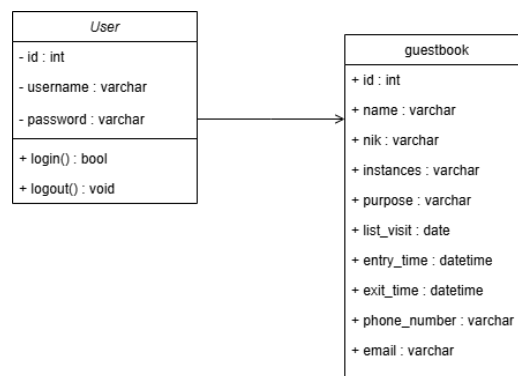 User
- id : int
- username : varchar
- password : varchar
+ login() : bool
+ logout() : void
guestbook
+ id : int
+ name : varchar
+ nik : varchar
+ instances : varchar
+ purpose : varchar
+ list_visit : date
+ entry_time : datetime
+ exit_time : datetime
+ phone_number : varchar
+ email : varchar